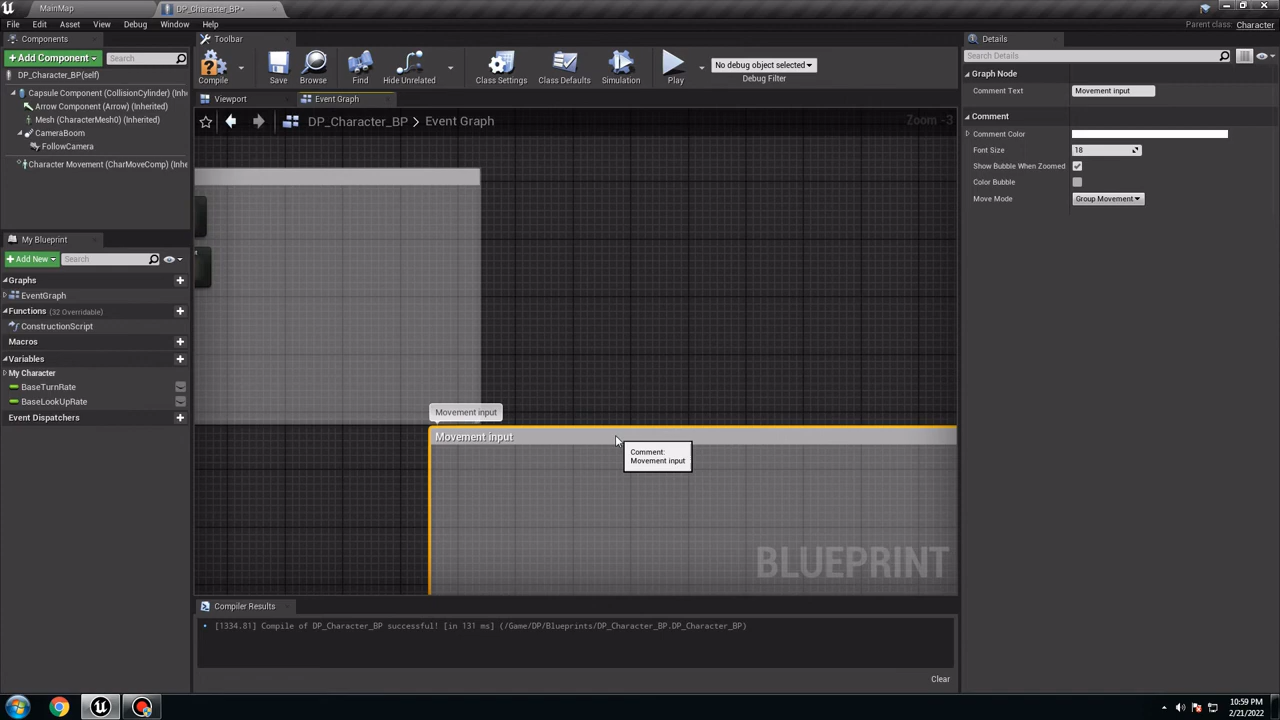 MainMap
DP_Character_BP*
File Edit Asset View Debug Window Help
Parent class: Character
Components
Toolbar
Details
+ Add Component
Search
Search Details
DP_Character_BP(self)
Compile
Save
Browse
Find
Hide Unrelated
Class Settings
Class Defaults
Simulation
Play
No debug object selected
Debug Filter
Graph Node
Comment Text
Movement input
Capsule Component (CollisionCylinder) (Inhe
Viewport
Event Graph
Arrow Component (Arrow) (Inherited)
Mesh (CharacterMesh0) (Inherited)
DP_Character_BP > Event Graph
Zoom -3
Comment
CameraBoom
Comment Color
FollowCamera
Font Size
18
Character Movement (CharMoveComp) (Inhe
Show Bubble When Zoomed
Color Bubble
Move Mode
Group Movement
My Blueprint
+ Add New
Search
Graphs
EventGraph
Functions (32 Overridable)
ConstructionScript
Macros
Variables
My Character
BaseTurnRate
BaseLookUpRate
Event Dispatchers
Movement input
Movement input
Comment:
Movement input
BLUEPRINT
Compiler Results
[1334.81] Compile of DP_Character_BP successful! [in 131 ms] (/Game/DP/Blueprints/DP_Character_BP.DP_Character_BP)
Clear
10:59 PM
2/21/2022